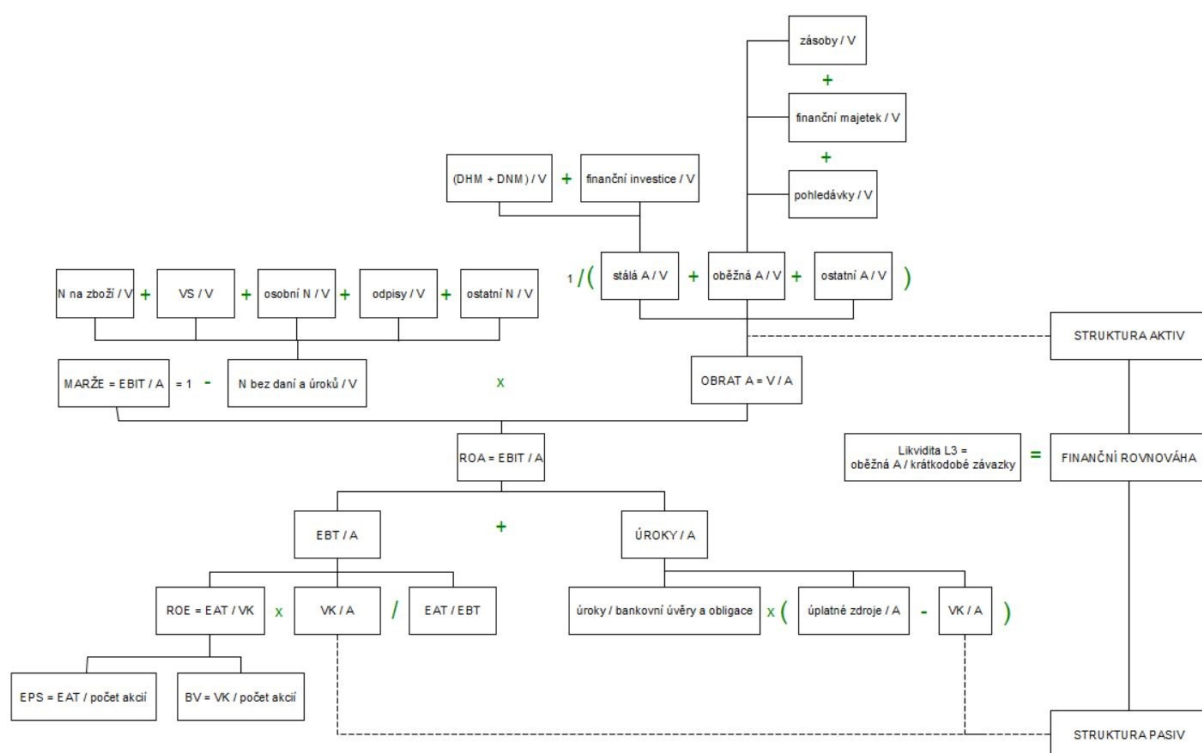 zásoby / V
+
finanční majetek / V
+
(DHM + DNM) / V + finanční investice / V
pohledávky / V
1 / ( stálá A / V + oběžná A / V + ostatní A / V )
N na zboží / V + VS / V + osobní N / V + odpisy / V + ostatní N / V
STRUKTURA AKTIV
MARŽE = EBIT / A = 1 - N bez daní a úroků / V x OBRAT A = V / A
ROA = EBIT / A
Likvidita L3 =
oběžná A / krátkodobé závazky
= FINANČNÍ ROVNOVÁHA
EBT / A + ÚROKY / A
ROE = EAT / VK x VK / A / EAT / EBT
úroky / bankovní úvěry a obligace x ( úplatné zdroje / A - VK / A )
EPS = EAT / počet akcií
BV = VK / počet akcií
STRUKTURA PASIV